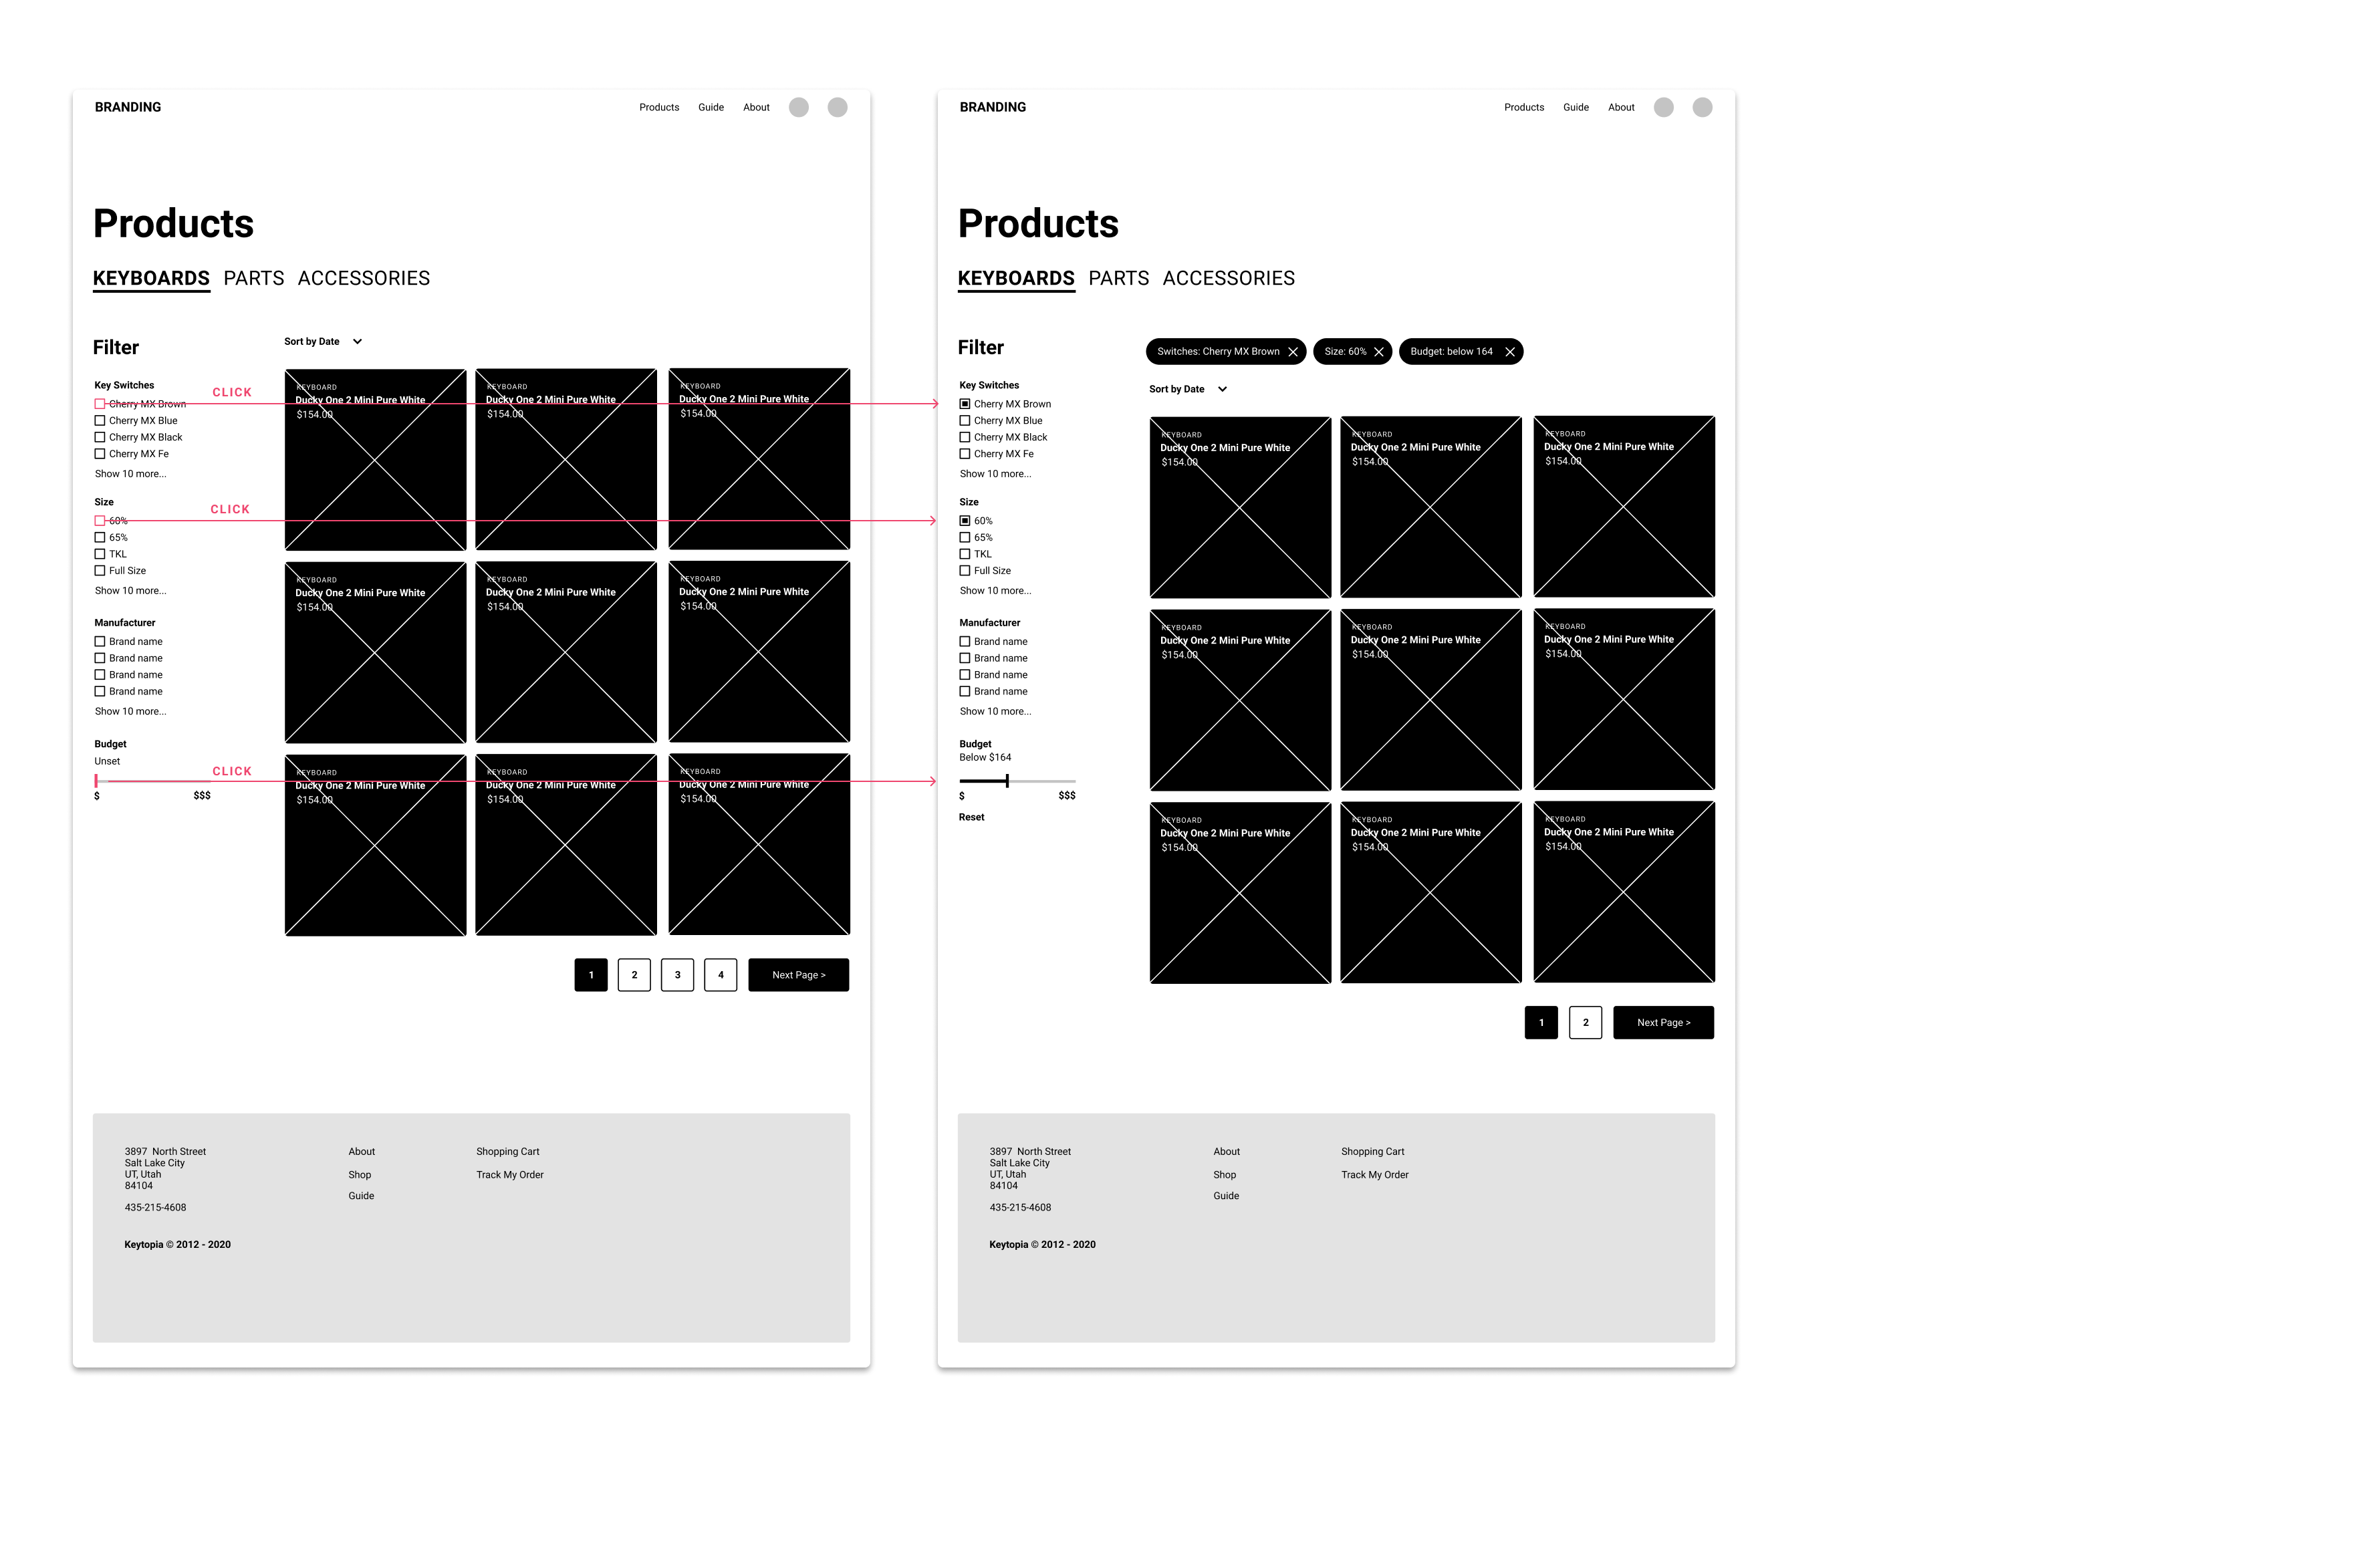 BRANDING
Products Guide About
Products
KEYBOARDS PARTS ACCESSORIES
Filter
Sort by Date
Key Switches
CLICK
Cherry MX Brown
Cherry MX Blue
Cherry MX Black
Cherry MX Fe
Show 10 more...
Size
CLICK
60%
65%
TKL
Full Size
Show 10 more...
Manufacturer
Brand name
Brand name
Brand name
Brand name
Show 10 more...
Budget
Unset
CLICK
$ $$$
KEYBOARD
Ducky One 2 Mini Pure White
$154.00
KEYBOARD
Ducky One 2 Mini Pure White
$154.00
KEYBOARD
Ducky One 2 Mini Pure White
$154.00
KEYBOARD
Ducky One 2 Mini Pure White
$154.00
KEYBOARD
Ducky One 2 Mini Pure White
$154.00
KEYBOARD
Ducky One 2 Mini Pure White
$154.00
KEYBOARD
Ducky One 2 Mini Pure White
$154.00
KEYBOARD
Ducky One 2 Mini Pure White
$154.00
KEYBOARD
Ducky One 2 Mini Pure White
$154.00
1 2 3 4 Next Page >
3897 North Street
Salt Lake City
UT, Utah
84104
435-215-4608
Keytopia © 2012 - 2020
About
Shop
Guide
Shopping Cart
Track My Order
BRANDING
Products Guide About
Products
KEYBOARDS PARTS ACCESSORIES
Filter
Switches: Cherry MX Brown Size: 60% Budget: below 164
Sort by Date
Key Switches
Cherry MX Brown
Cherry MX Blue
Cherry MX Black
Cherry MX Fe
Show 10 more...
Size
60%
65%
TKL
Full Size
Show 10 more...
Manufacturer
Brand name
Brand name
Brand name
Brand name
Show 10 more...
Budget
Below $164
$ $$$
Reset
KEYBOARD
Ducky One 2 Mini Pure White
$154.00
KEYBOARD
Ducky One 2 Mini Pure White
$154.00
KEYBOARD
Ducky One 2 Mini Pure White
$154.00
KEYBOARD
Ducky One 2 Mini Pure White
$154.00
KEYBOARD
Ducky One 2 Mini Pure White
$154.00
KEYBOARD
Ducky One 2 Mini Pure White
$154.00
KEYBOARD
Ducky One 2 Mini Pure White
$154.00
KEYBOARD
Ducky One 2 Mini Pure White
$154.00
KEYBOARD
Ducky One 2 Mini Pure White
$154.00
1 2 Next Page >
3897 North Street
Salt Lake City
UT, Utah
84104
435-215-4608
Keytopia © 2012 - 2020
About
Shop
Guide
Shopping Cart
Track My Order